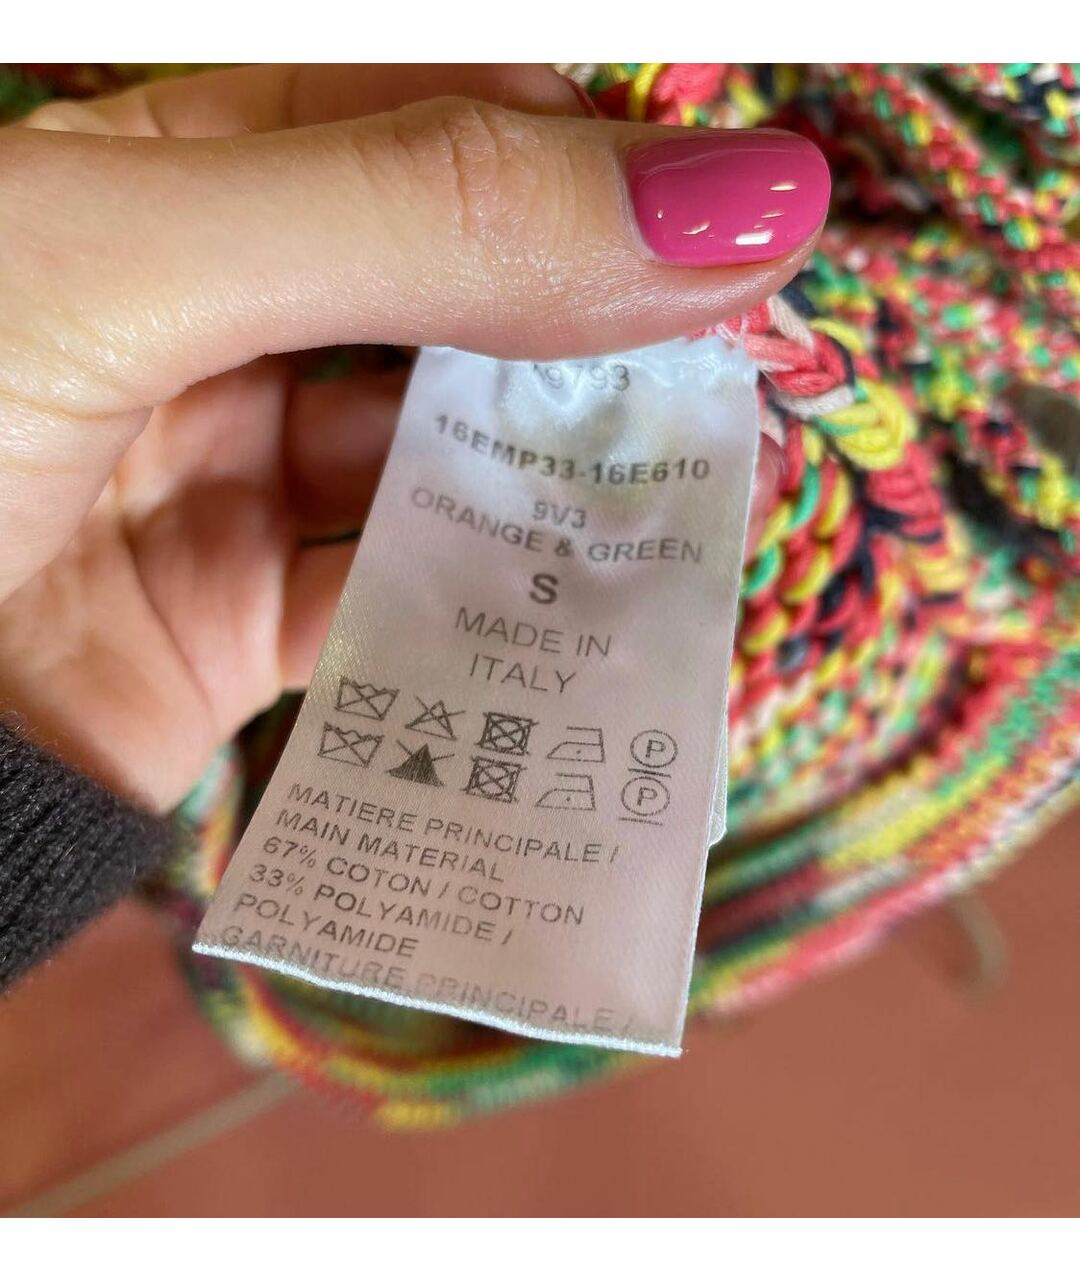 9793
16EMP33-16E610
9V3
ORANGE & GREEN
S
MADE IN
ITALY
P
P
MATIERE PRINCIPALE /
MAIN MATERIAL
67% COTON / COTTON
33% POLYAMIDE /
POLYAMIDE
GARNITURE PRINCIPALE /